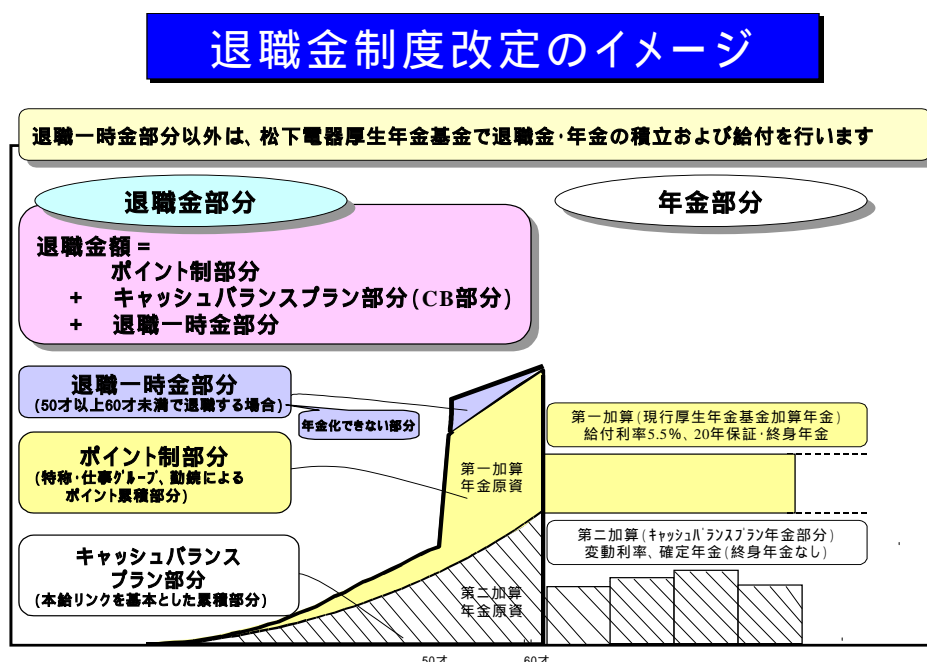 退職金制度改定のイメージ
退職一時金部分以外は、松下電器厚生年金基金で退職金・年金の積立および給付を行います
退職金部分
年金部分
退職金額=
ポイント制部分
+ キャッシュバランスプラン部分(CB部分)
+ 退職一時金部分
退職一時金部分
(50才以上60才未満で退職する場合)
年金化できない部分
ポイント制部分
(特称・仕事グループ、勤続による
ポイント累積部分)
キャッシュバランス
プラン部分
(本給リンクを基本とした累積部分)
第一加算
年金原資
第二加算
年金原資
第一加算(現行厚生年金基金加算年金)
給付利率5.5%、20年保証・終身年金
第二加算(キャッシュバランスプラン年金部分)
変動利率、確定年金(終身年金なし)
50才
60才